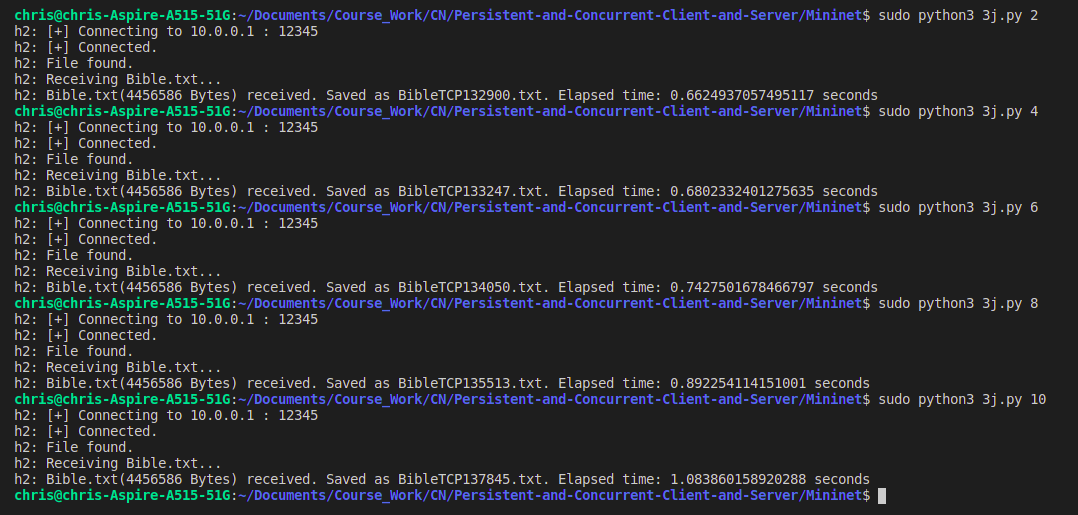 chris@chris-Aspire-A515-51G:~/Documents/Course_Work/CN/Persistent-and-Concurrent-Client-and-Server/Mininet$ sudo python3 3j.py 2
h2: [+] Connecting to 10.0.0.1 : 12345
h2: [+] Connected.
h2: File found.
h2: Receiving Bible.txt...
h2: Bible.txt(4456586 Bytes) received. Saved as BibleTCP132900.txt. Elapsed time: 0.6624937057495117 seconds
chris@chris-Aspire-A515-51G:~/Documents/Course_Work/CN/Persistent-and-Concurrent-Client-and-Server/Mininet$ sudo python3 3j.py 4
h2: [+] Connecting to 10.0.0.1 : 12345
h2: [+] Connected.
h2: File found.
h2: Receiving Bible.txt...
h2: Bible.txt(4456586 Bytes) received. Saved as BibleTCP133247.txt. Elapsed time: 0.6802332401275635 seconds
chris@chris-Aspire-A515-51G:~/Documents/Course_Work/CN/Persistent-and-Concurrent-Client-and-Server/Mininet$ sudo python3 3j.py 6
h2: [+] Connecting to 10.0.0.1 : 12345
h2: [+] Connected.
h2: File found.
h2: Receiving Bible.txt...
h2: Bible.txt(4456586 Bytes) received. Saved as BibleTCP134050.txt. Elapsed time: 0.7427501678466797 seconds
chris@chris-Aspire-A515-51G:~/Documents/Course_Work/CN/Persistent-and-Concurrent-Client-and-Server/Mininet$ sudo python3 3j.py 8
h2: [+] Connecting to 10.0.0.1 : 12345
h2: [+] Connected.
h2: File found.
h2: Receiving Bible.txt...
h2: Bible.txt(4456586 Bytes) received. Saved as BibleTCP135513.txt. Elapsed time: 0.892254114151001 seconds
chris@chris-Aspire-A515-51G:~/Documents/Course_Work/CN/Persistent-and-Concurrent-Client-and-Server/Mininet$ sudo python3 3j.py 10
h2: [+] Connecting to 10.0.0.1 : 12345
h2: [+] Connected.
h2: File found.
h2: Receiving Bible.txt...
h2: Bible.txt(4456586 Bytes) received. Saved as BibleTCP137845.txt. Elapsed time: 1.083860158920288 seconds
chris@chris-Aspire-A515-51G:~/Documents/Course_Work/CN/Persistent-and-Concurrent-Client-and-Server/Mininet$